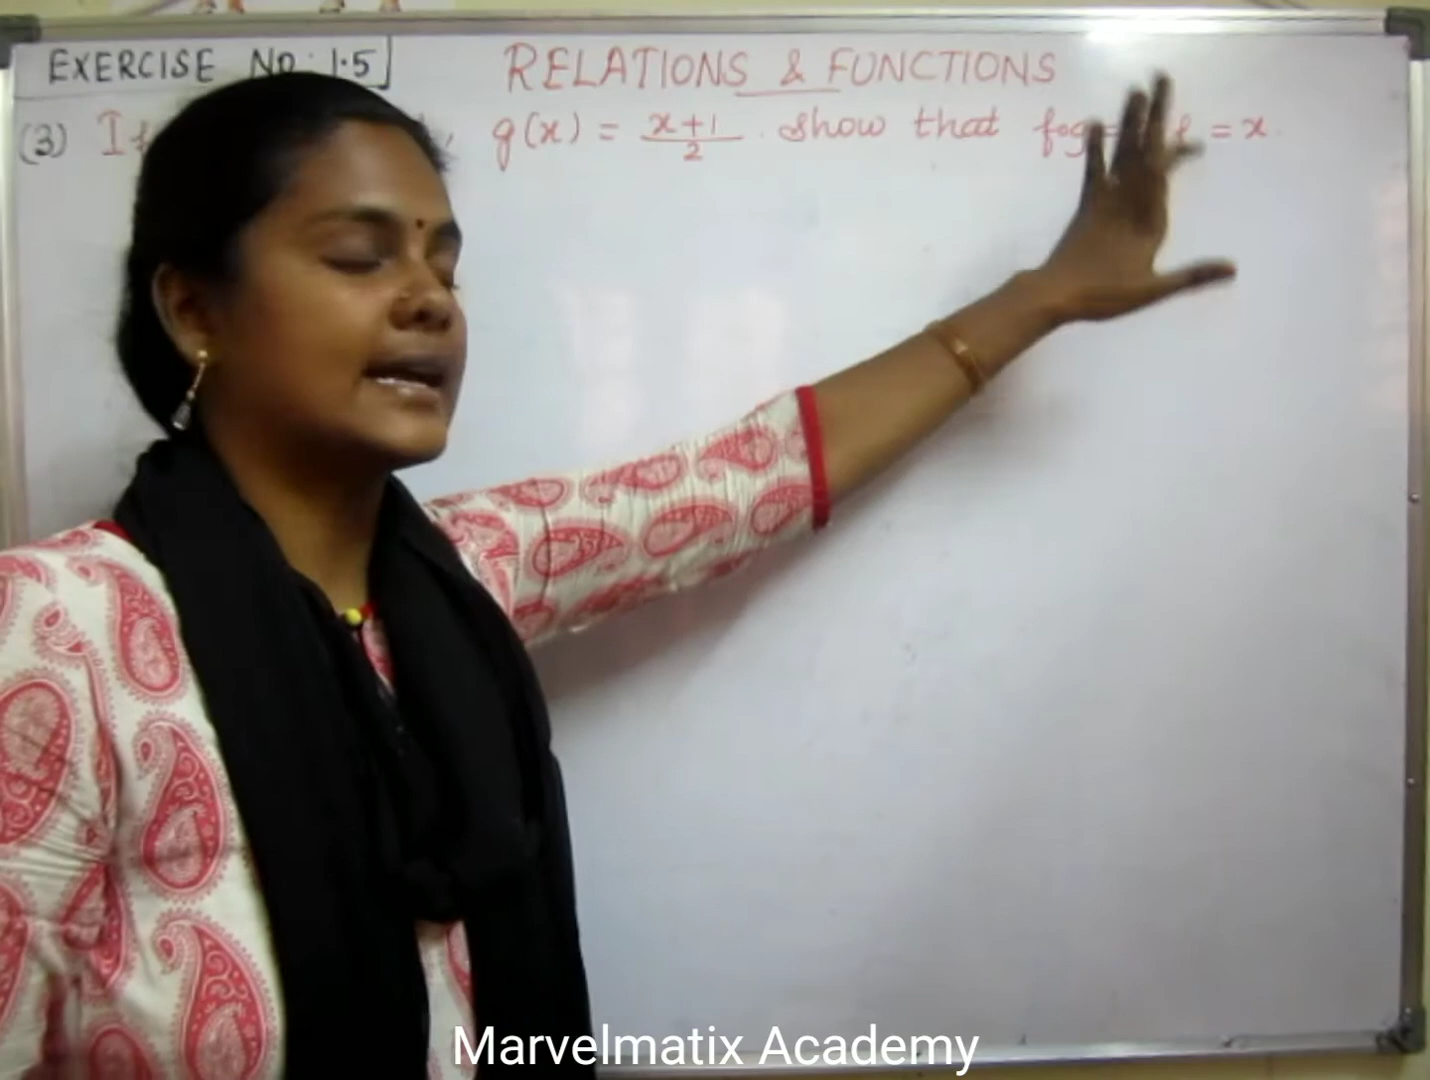 EXERCISE NO: 1.5
RELATIONS & FUNCTIONS
(3) If g(x) = x+1/2 . Show that fog = x.
Marvelmatix Academy